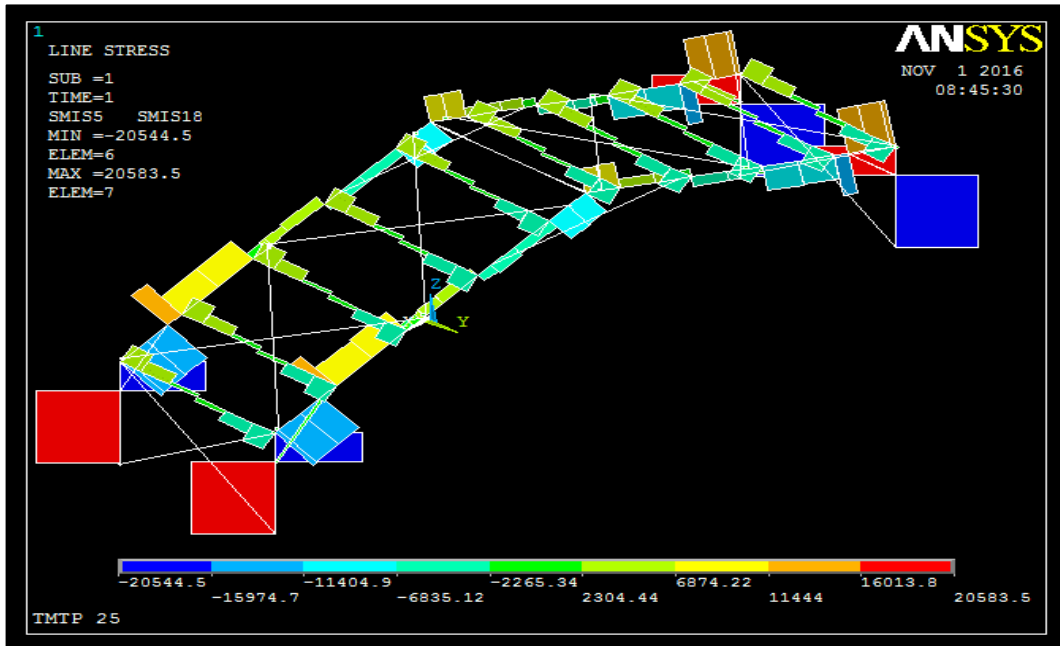 1
LINE STRESS
SUB =1
TIME=1
SMIS5 SMIS18
MIN =-20544.5
ELEM=6
MAX =20583.5
ELEM=7
ANSYS
NOV 1 2016
08:45:30
Z
Y
-20544.5 -11404.9 -2265.34 6874.22 16013.8
-15974.7 -6835.12 2304.44 11444 20583.5
TMTP 25